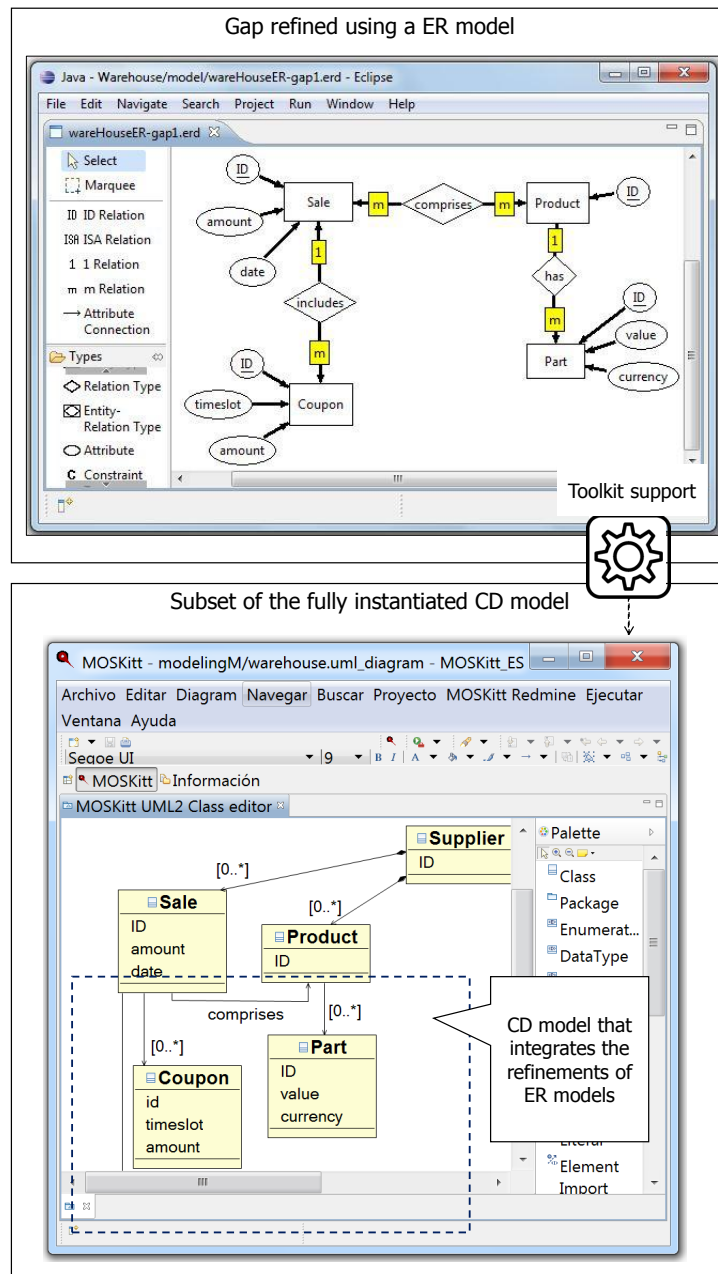 Gap refined using a ER model
Java - Warehouse/model/wareHouseER-gap1.erd - Eclipse
File Edit Navigate Search Project Run Window Help
wareHouseER-gap1.erd
Select
Marquee
ID ID Relation
ISA ISA Relation
1 1 Relation
m m Relation
Attribute
Connection
Types
Relation Type
Entity-
Relation Type
Attribute
C Constraint
ID
amount
date
Sale
m
comprises
m
Product
ID
1
includes
m
1
has
m
ID
value
currency
Part
ID
timeslot
amount
Coupon
Toolkit support
Subset of the fully instantiated CD model
MOSKitt - modelingM/warehouse.uml_diagram - MOSKitt_ES
Archivo Editar Diagram Navegar Buscar Proyecto MOSKitt Redmine Ejecutar
Ventana Ayuda
Segoe UI 9 B I A
MOSKitt Información
MOSKitt UML2 Class editor
Supplier
ID
[0..*]
Sale
ID
amount
date
[0..*]
Product
ID
comprises
[0..*]
[0..*]
Coupon
id
timeslot
amount
Part
ID
value
currency
Palette
Class
Package
Enumerat...
DataType
CD model that
integrates the
refinements of
ER models
Literal
Element
Import